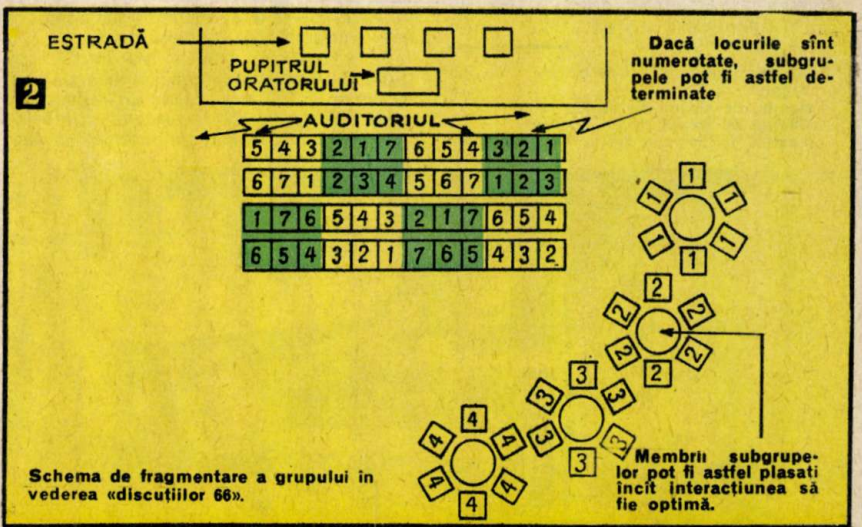 ESTRADĂ
PUPITRUL
ORATORULUI
Dacă locurile sînt
numerotate, subgru-
pele pot fi astfel de-
terminate
2
AUDITORIUL
5 4 3 2 1 7 6 5 4 3 2 1
6 7 1 2 3 4 5 6 7 1 2 3
1 7 6 5 4 3 2 1 7 6 5 4
6 5 4 3 2 1 7 6 5 4 3 2
1 1 1 1 1 1
2 2 2 2 2 2
3 3 3 3 3 3
4 4 4 4 4 4
Membrii subgrupe-
lor pot fi astfel plasati
încît interacțiunea să
fie optimă.
Schema de fragmentare a grupului în
vederea «discuțiilor 66».